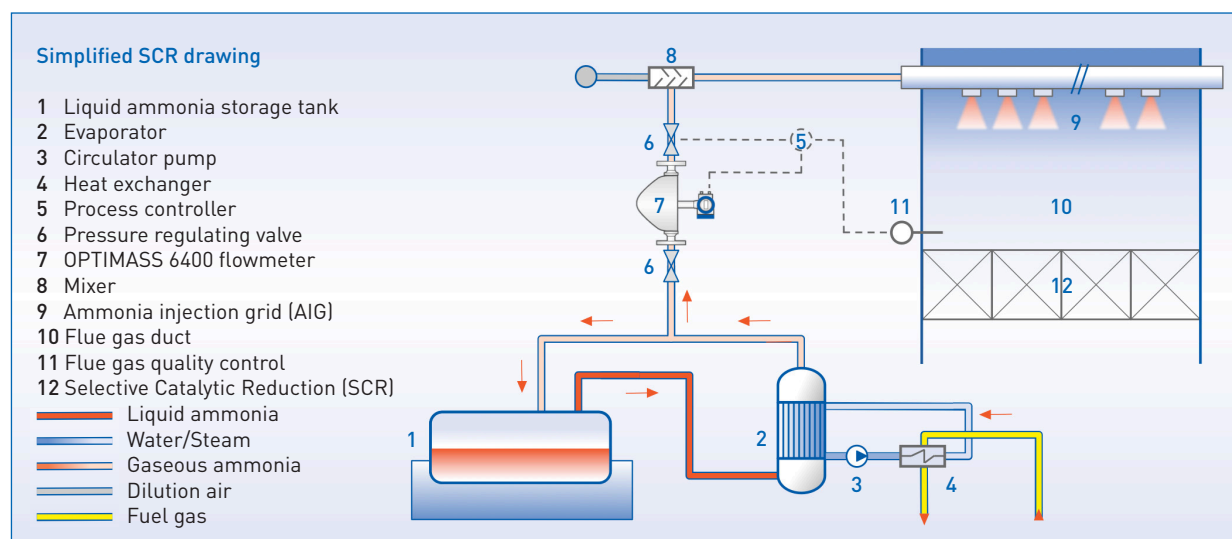 Simplified SCR drawing
1 Liquid ammonia storage tank
2 Evaporator
3 Circulator pump
4 Heat exchanger
5 Process controller
6 Pressure regulating valve
7 OPTIMASS 6400 flowmeter
8 Mixer
9 Ammonia injection grid (AIG)
10 Flue gas duct
11 Flue gas quality control
12 Selective Catalytic Reduction (SCR)
Liquid ammonia
Water/Steam
Gaseous ammonia
Dilution air
Fuel gas
8
9
6
5
7
11
10
6
12
1
2
3
4